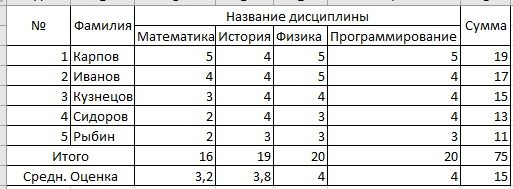 № Фамилия Название дисциплины Сумма
Математика История Физика Программирование
1 Карпов 5 4 5 5 19
2 Иванов 4 4 5 4 17
3 Кузнецов 3 4 4 4 15
4 Сидоров 2 4 3 4 13
5 Рыбин 2 3 3 3 11
Итого 16 19 20 20 75
Средн. Оценка 3,2 3,8 4 4 15